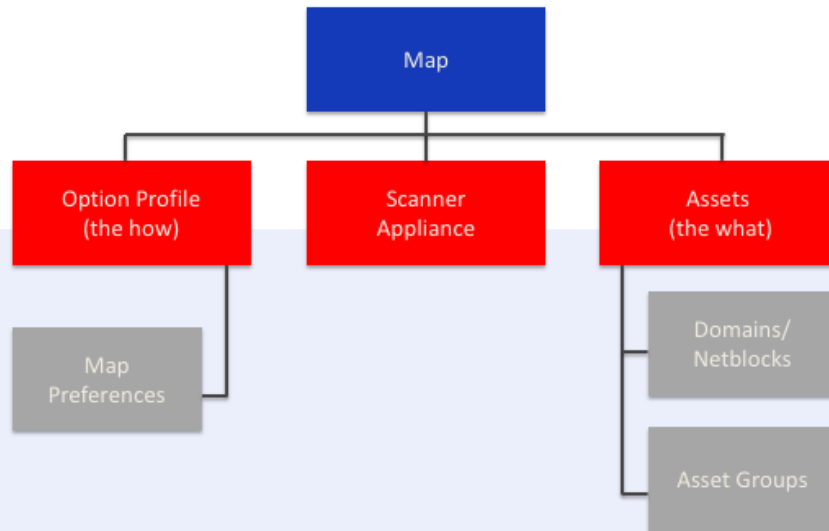 Map
Option Profile
(the how)
Scanner
Appliance
Assets
(the what)
Map
Preferences
Domains/
Netblocks
Asset Groups